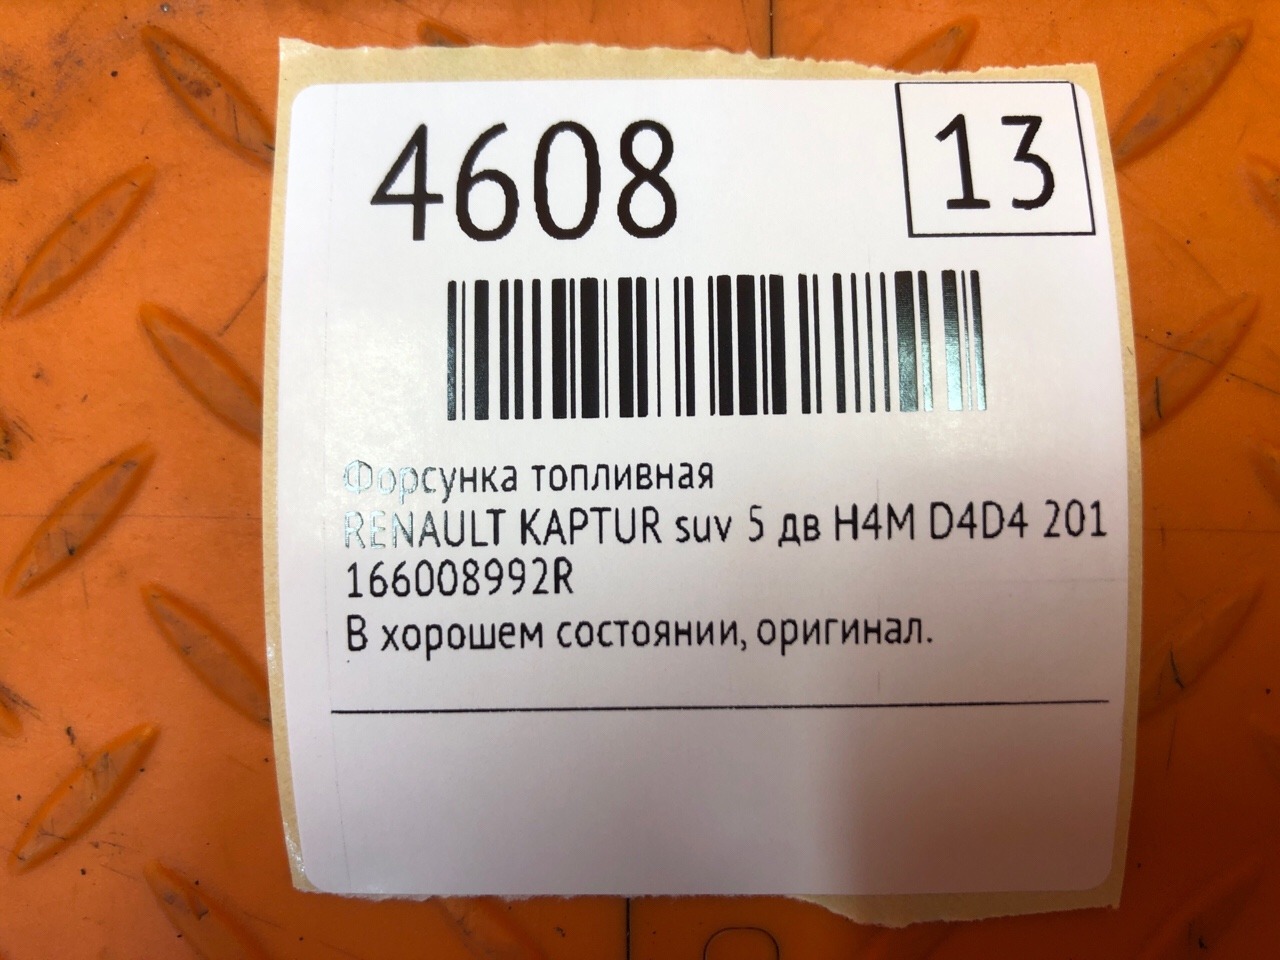 4608
13
Форсунка топливная
RENAULT KAPTUR suv 5 дв H4M D4D4 201
166008992R
В хорошем состоянии, оригинал.